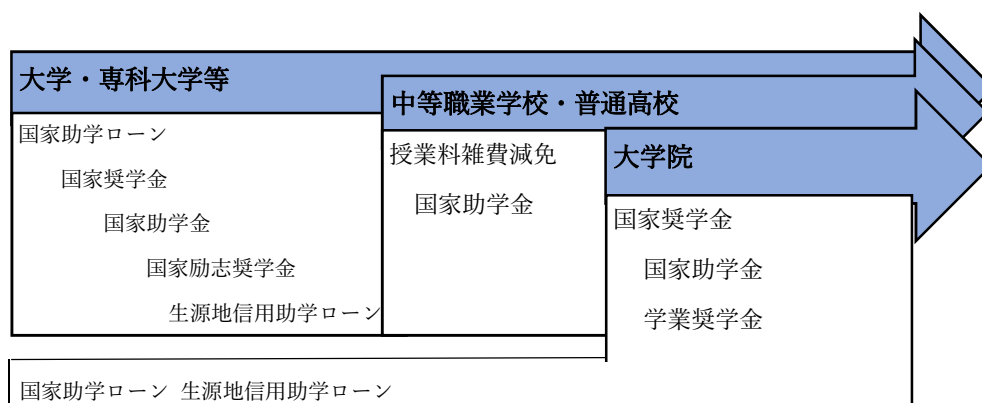 大学・専科大学等
国家助学ローン
国家奨学金
国家助学金
国家励志奨学金
生源地信用助学ローン
中等職業学校・普通高校
授業料雑費減免
国家助学金
大学院
国家奨学金
国家助学金
学業奨学金
国家助学ローン 生源地信用助学ローン